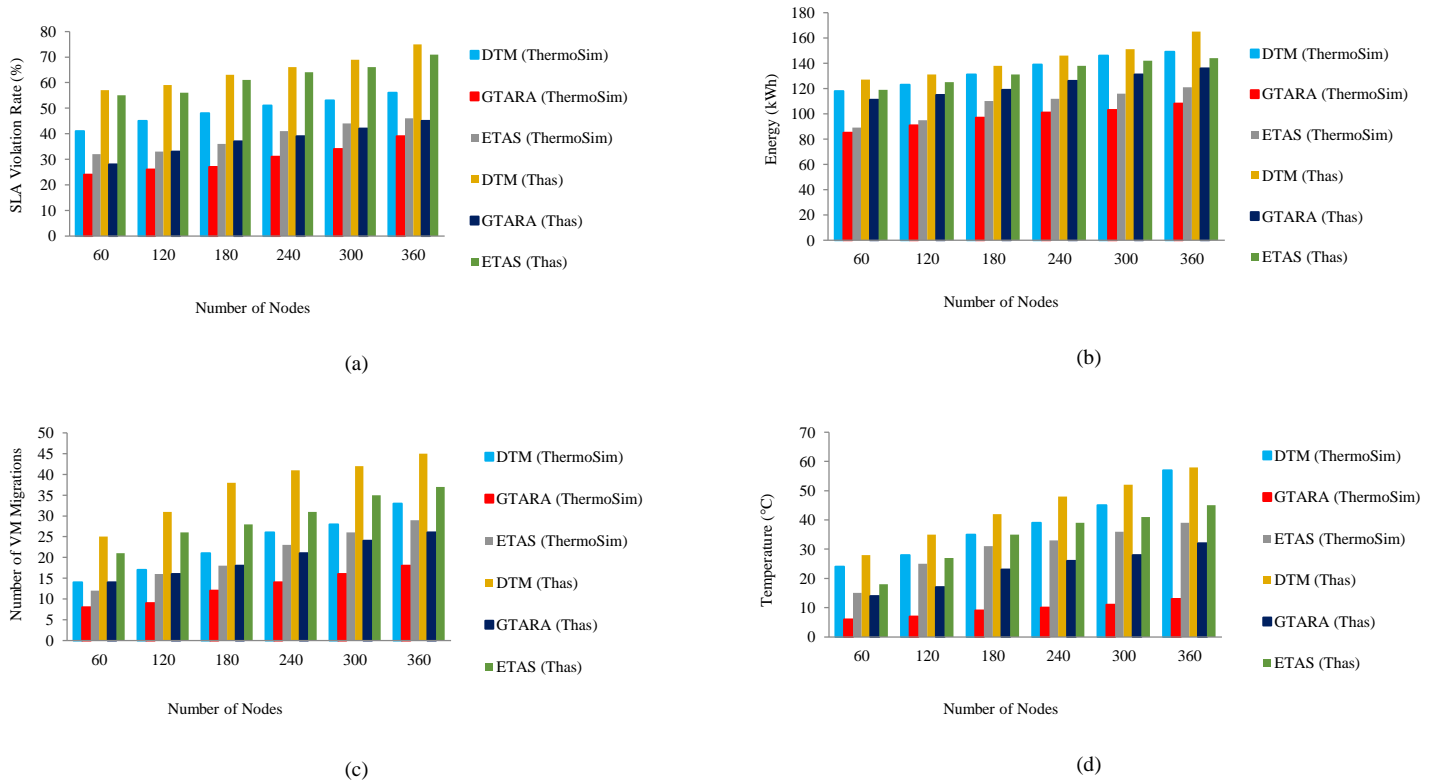 80
70
60
50
40
30
20
10
0
SLA Violation Rate (%)
60 120 180 240 300 360
Number of Nodes
DTM (ThermoSim)
GTARA (ThermoSim)
ETAS (ThermoSim)
DTM (Thas)
GTARA (Thas)
ETAS (Thas)
(a)
180
160
140
120
100
80
60
40
20
0
Energy (kWh)
60 120 180 240 300 360
Number of Nodes
DTM (ThermoSim)
GTARA (ThermoSim)
ETAS (ThermoSim)
DTM (Thas)
GTARA (Thas)
ETAS (Thas)
(b)
50
45
40
35
30
25
20
15
10
5
0
Number of VM Migrations
60 120 180 240 300 360
Number of Nodes
DTM (ThermoSim)
GTARA (ThermoSim)
ETAS (ThermoSim)
DTM (Thas)
GTARA (Thas)
ETAS (Thas)
(c)
70
60
50
40
30
20
10
0
Temperature (°C)
60 120 180 240 300 360
Number of Nodes
DTM (ThermoSim)
GTARA (ThermoSim)
ETAS (ThermoSim)
DTM (Thas)
GTARA (Thas)
ETAS (Thas)
(d)